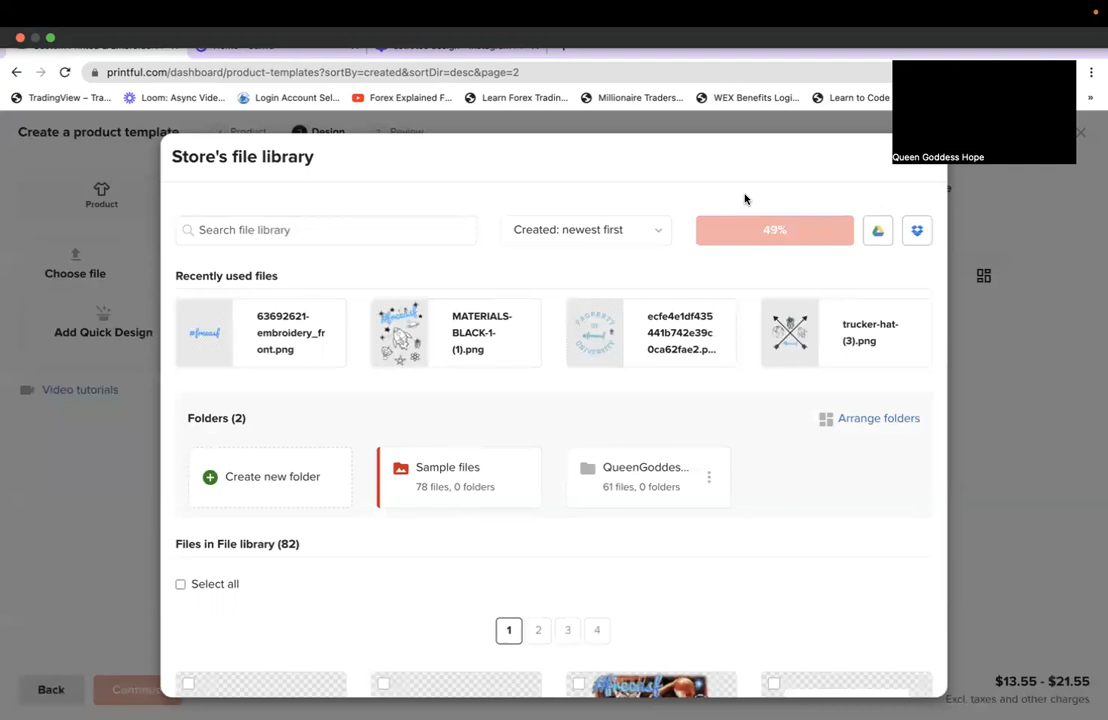 printful.com/dashboard/product-templates?sortBy=created&sortDir=desc&page=2
TradingView – Tra...
Loom: Async Vide...
Login Account Sel...
Forex Explained F...
Learn Forex Tradin...
Millionaire Traders...
WEX Benefits Logi...
Learn to Code
»
Queen Goddess Hope
Create a product template
Product
Design
Review
Store's file library
Product
Search file library
Created: newest first
49%
Choose file
Recently used files
Add Quick Design
63692621-
embroidery_fr
ont.png
MATERIALS-
BLACK-1-
(1).png
ecfe4e1df435
441b742e39c
0ca62fae2.p...
trucker-hat-
(3).png
Video tutorials
Folders (2)
Arrange folders
Create new folder
Sample files
78 files, 0 folders
QueenGoddes...
61 files, 0 folders
Files in File library (82)
Select all
1
2
3
4
Back
$13.55 - $21.55
Excl. taxes and other charges